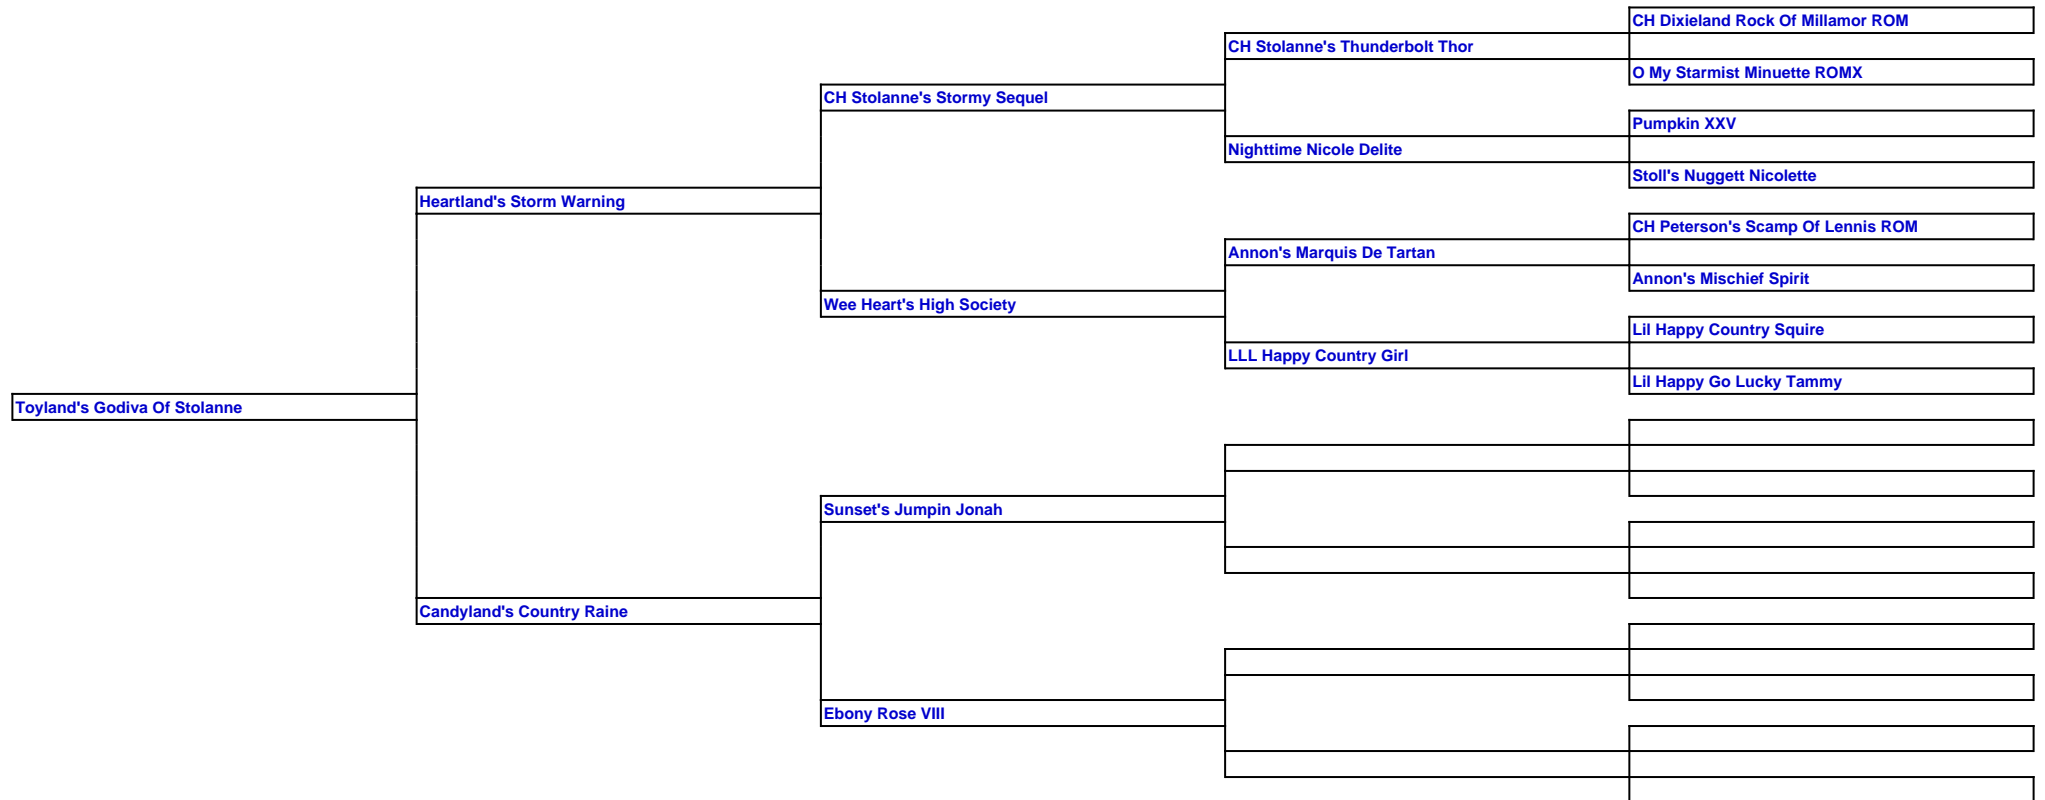 CH Dixieland Rock Of Millamor ROM
CH Stolanne's Thunderbolt Thor
O My Starmist Minuette ROMX
CH Stolanne's Stormy Sequel
Pumpkin XXV
Nighttime Nicole Delite
Stoll's Nuggett Nicolette
Heartland's Storm Warning
CH Peterson's Scamp Of Lennis ROM
Annon's Marquis De Tartan
Annon's Mischief Spirit
Wee Heart's High Society
Lil Happy Country Squire
LLL Happy Country Girl
Lil Happy Go Lucky Tammy
Toyland's Godiva Of Stolanne
Sunset's Jumpin Jonah
Candyland's Country Raine
Ebony Rose VIII